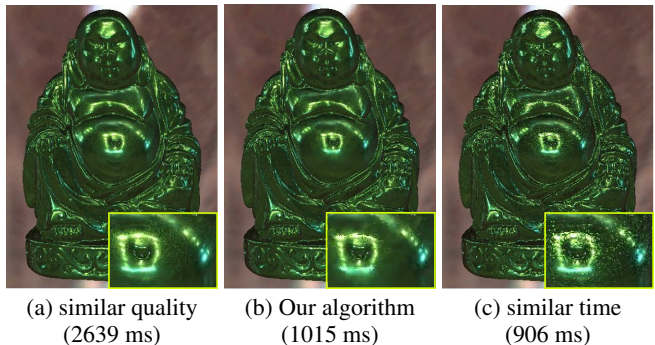 (a) similar quality
(2639 ms)
(b) Our algorithm
(1015 ms)
(c) similar time
(906 ms)